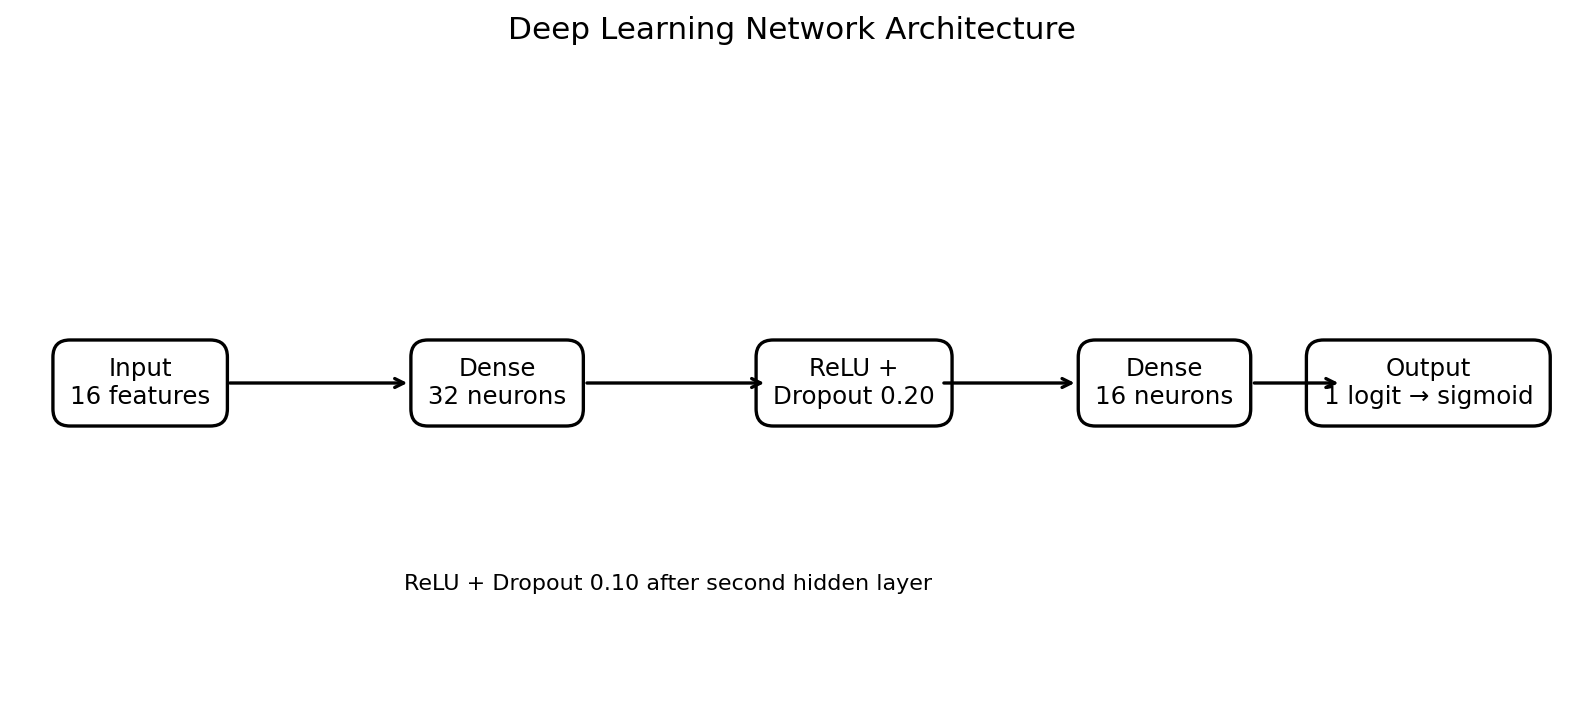 Deep Learning Network Architecture
Input
16 features
Dense
32 neurons
ReLU +
Dropout 0.20
Dense
16 neurons
Output
1 logit → sigmoid
ReLU + Dropout 0.10 after second hidden layer